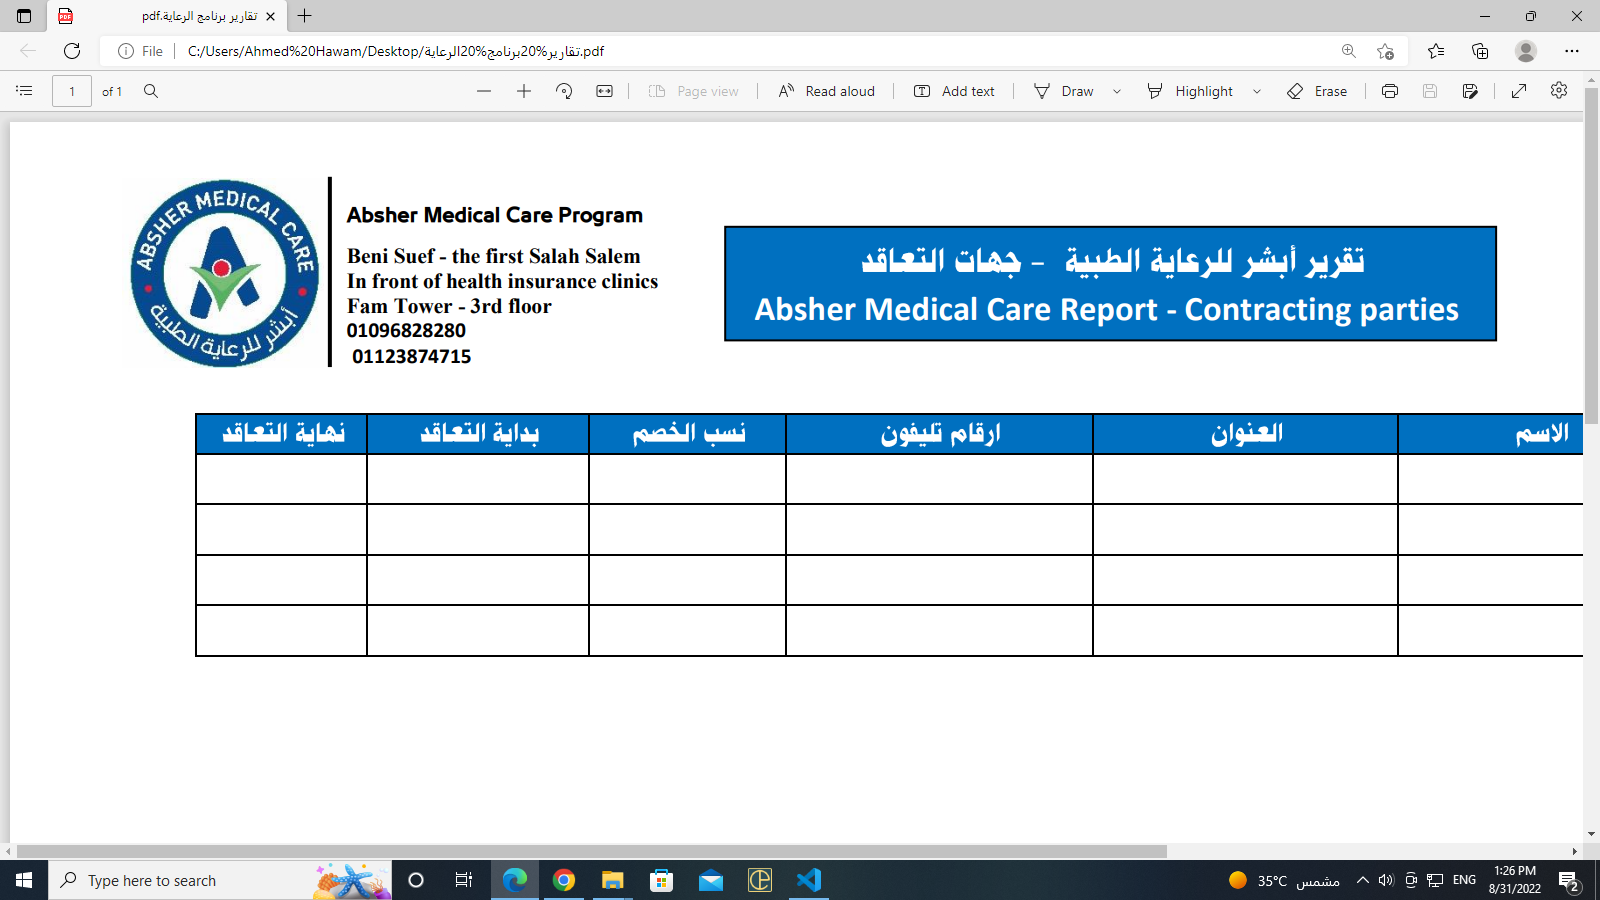 تقارير برنامج الرعاية.pdf
File
C:/Users/Ahmed%20Hawam/Desktop/تقارير%20برنامج%20الرعاية.pdf
1 of 1
Page view
Read aloud
Add text
Draw
Highlight
Erase
ABSHER MEDICAL CARE
أبشر للرعاية الطبية
Absher Medical Care Program
Beni Suef - the first Salah Salem
In front of health insurance clinics
Fam Tower - 3rd floor
01096828280
01123874715
تقرير أبشر للرعاية الطبية - جهات التعاقد
Absher Medical Care Report - Contracting parties
الاسم العنوان ارقام تليفون نسب الخصم بداية التعاقد نهاية التعاقد
Type here to search
35°C مشمس
ENG
1:26 PM
8/31/2022
2